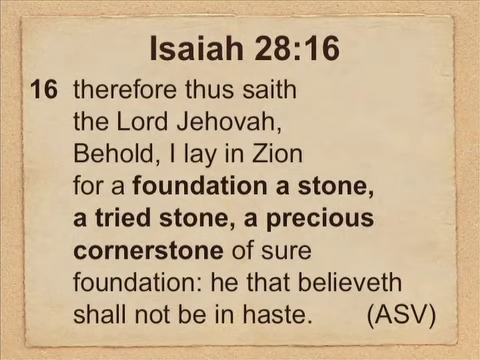 Isaiah 28:16
16 therefore thus saith
the Lord Jehovah,
Behold, I lay in Zion
for a foundation a stone,
a tried stone, a precious
cornerstone of sure
foundation: he that believeth
shall not be in haste. (ASV)